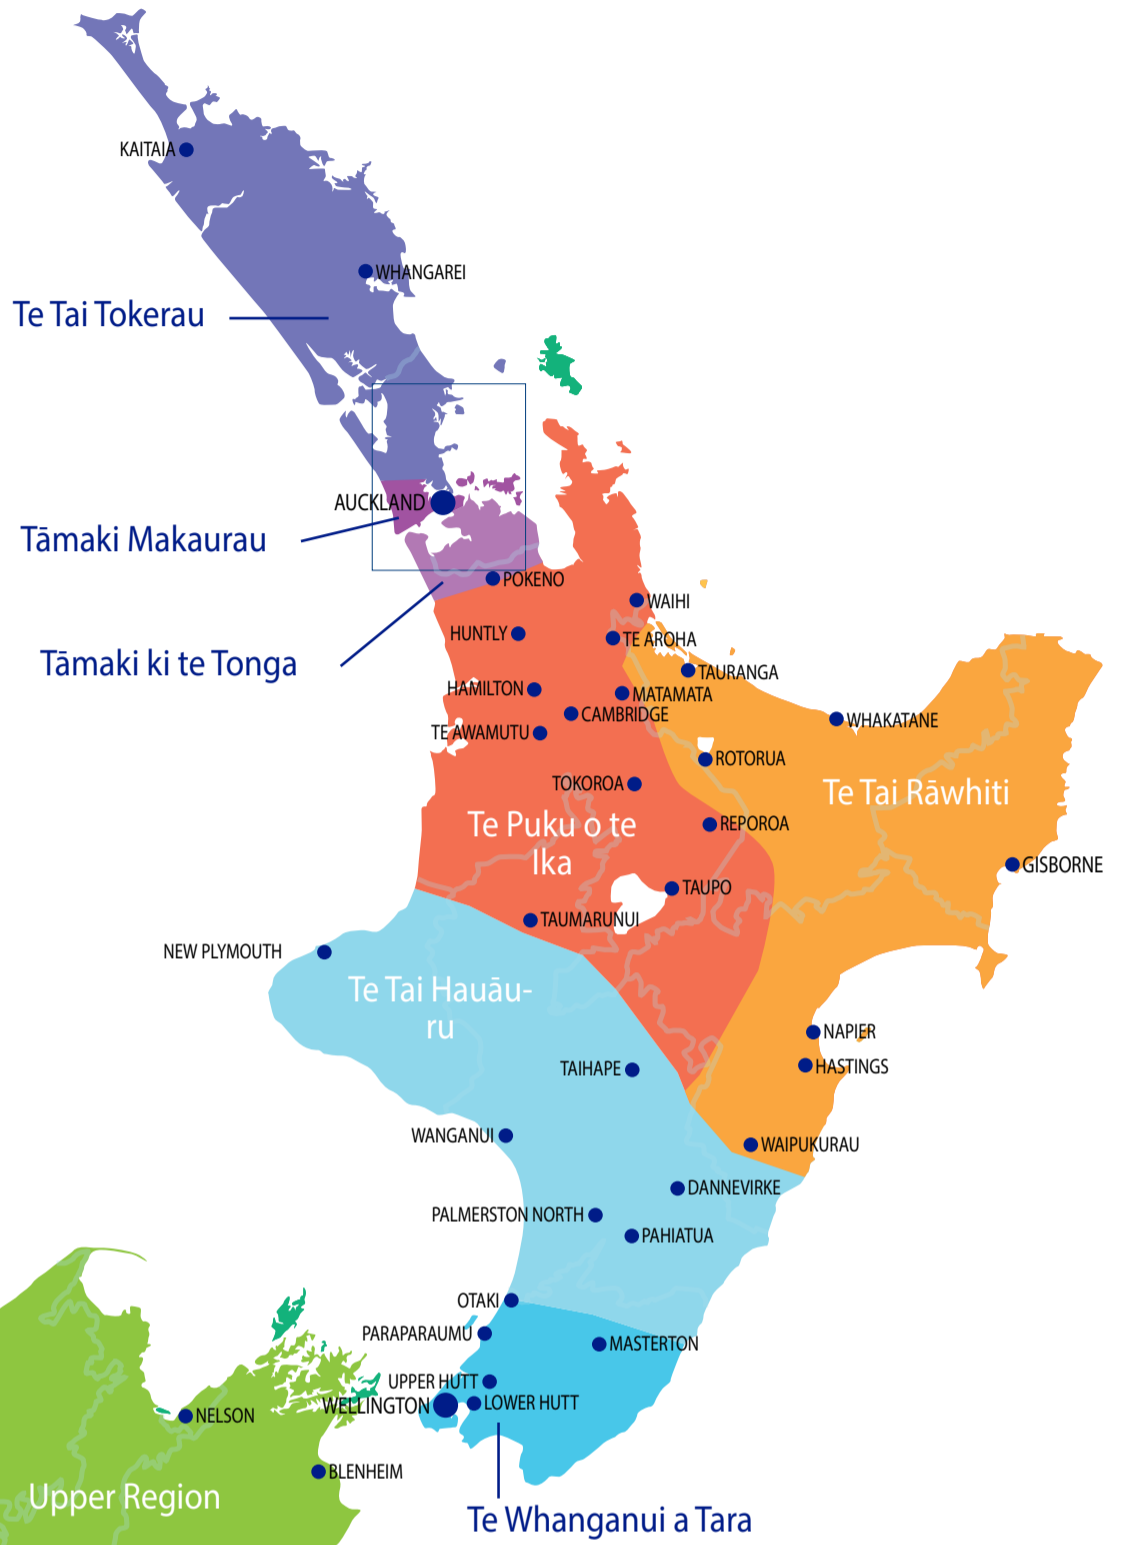 KAITAIA
WHANGAREI
Te Tai Tokerau
AUCKLAND
Tāmaki Makaurau
POKENO
WAIHI
HUNTLY
TE AROHA
Tāmaki ki te Tonga
TAURANGA
HAMILTON
MATAMATA
CAMBRIDGE
WHAKATANE
TE AWAMUTU
ROTORUA
TOKOROA
Te Tai Rāwhiti
Te Puku o te
Ika
REPOROA
GISBORNE
TAUPO
TAUMARUNUI
NEW PLYMOUTH
Te Tai Hauāu-
ru
NAPIER
TAIHAPE
HASTINGS
WANGANUI
WAIPUKURAU
DANNEVIRKE
PALMERSTON NORTH
PAHIATUA
OTAKI
PARAPARAUMU
MASTERTON
UPPER HUTT
WELLINGTON
LOWER HUTT
NELSON
BLENHEIM
Upper Region
Te Whanganui a Tara